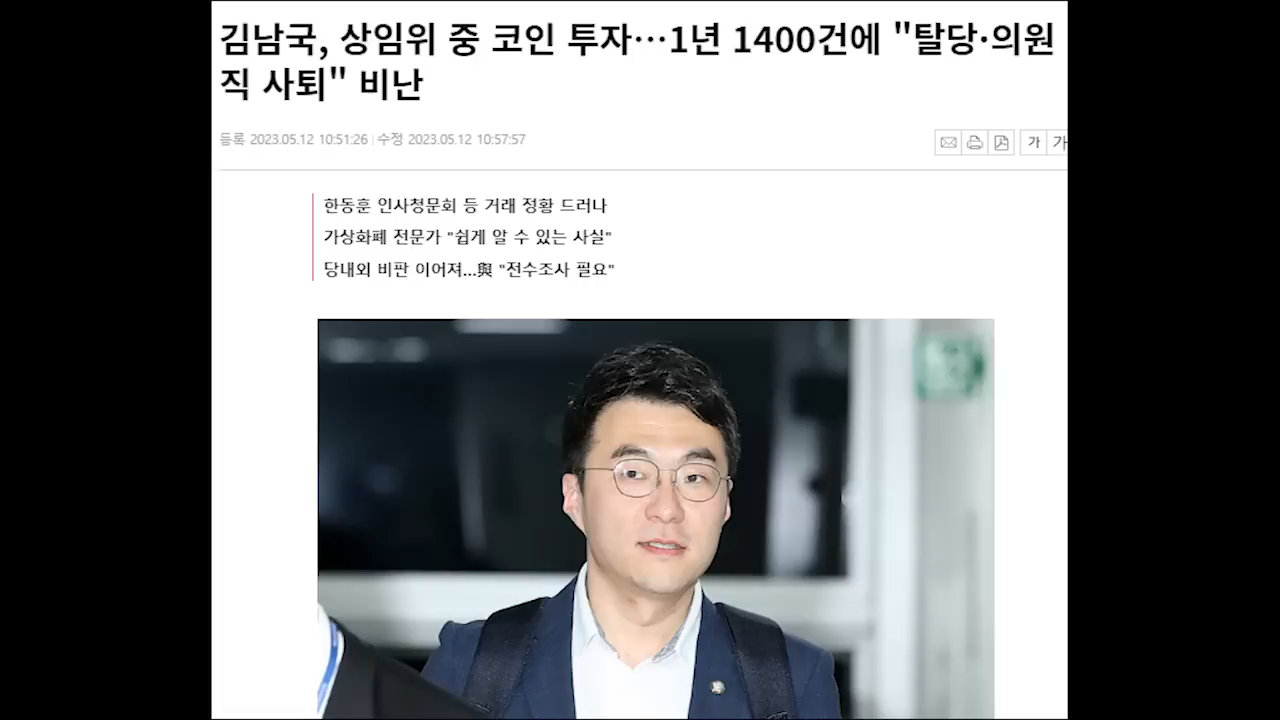 김남국, 상임위 중 코인 투자…1년 1400건에 "탈당·의원
직 사퇴" 비난
등록 2023.05.12 10:51:26 | 수정 2023.05.12 10:57:57
가 가
한동훈 인사청문회 등 거래 정황 드러나
가상화폐 전문가 "쉽게 알 수 있는 사실"
당내외 비판 이어져...與 "전수조사 필요"